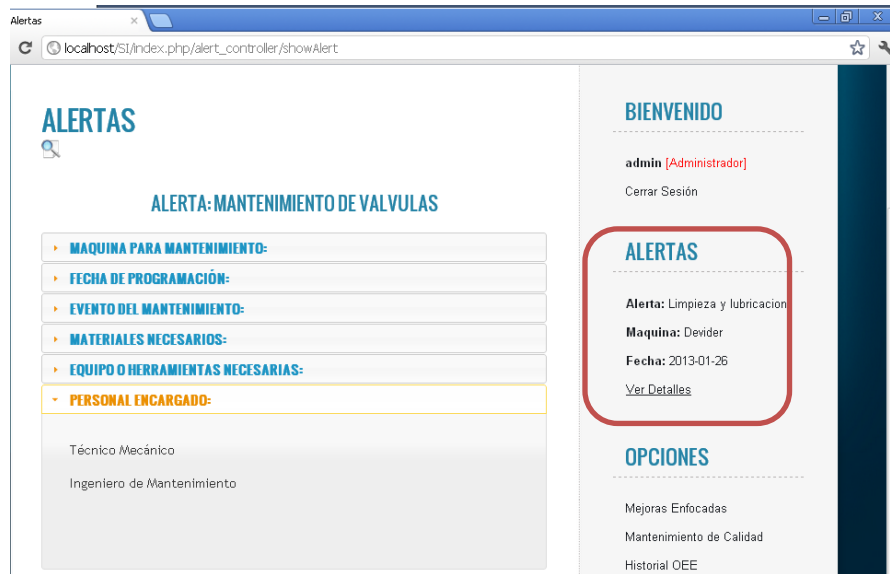 Alertas
localhost/SI/index.php/alert_controller/showAlert
ALERTAS
ALERTA: MANTENIMIENTO DE VALVULAS
MAQUINA PARA MANTENIMIENTO:
FECHA DE PROGRAMACIÓN:
EVENTO DEL MANTENIMIENTO:
MATERIALES NECESARIOS:
EQUIPO O HERRAMIENTAS NECESARIAS:
PERSONAL ENCARGADO:
Técnico Mecánico
Ingeniero de Mantenimiento
BIENVENIDO
admin [Administrador]
Cerrar Sesión
ALERTAS
Alerta: Limpieza y lubricacion
Maquina: Devider
Fecha: 2013-01-26
Ver Detalles
OPCIONES
Mejoras Enfocadas
Mantenimiento de Calidad
Historial OEE